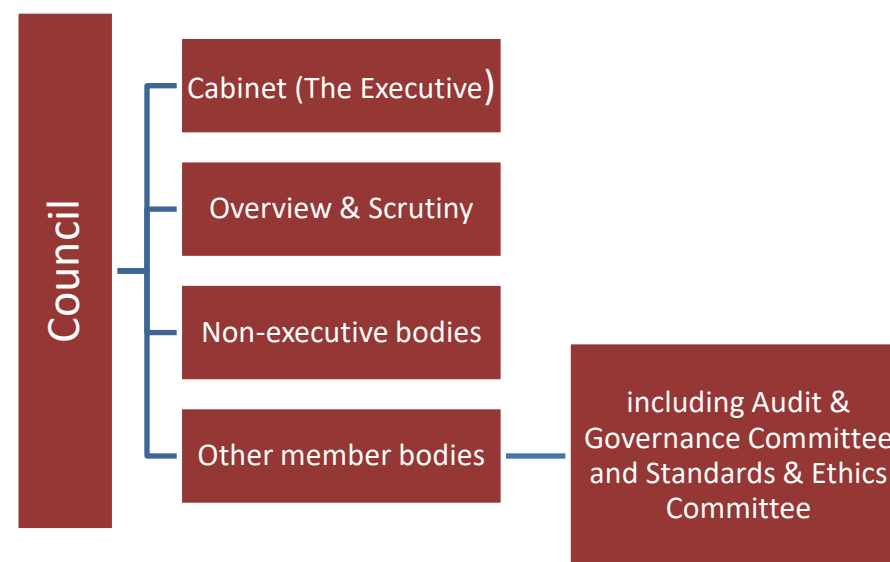 Council
Cabinet (The Executive)
Overview & Scrutiny
Non-executive bodies
Other member bodies
including Audit &
Governance Committee
and Standards & Ethics
Committee